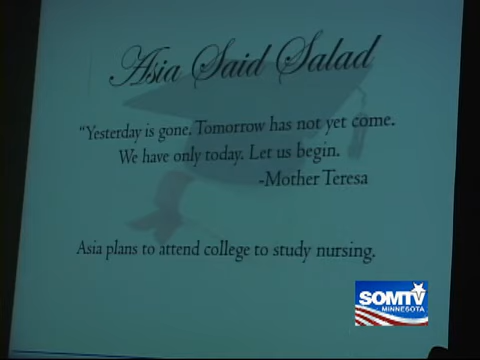 Asia Said Salad
“Yesterday is gone. Tomorrow has not yet come.
We have only today. Let us begin.
-Mother Teresa
Asia plans to attend college to study nursing.
SOMTV
MINNESOTA